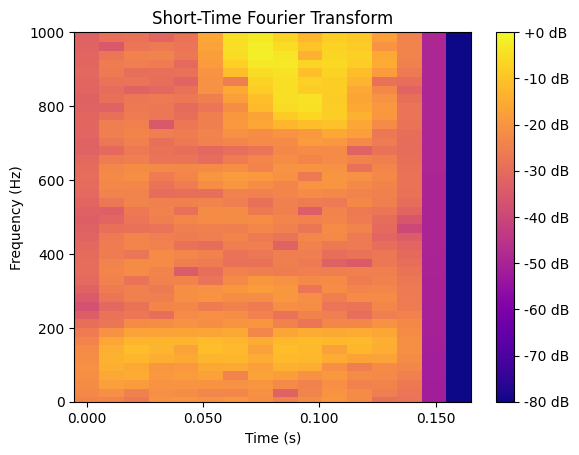 Short-Time Fourier Transform
1000
800
600
400
200
0
Frequency (Hz)
0.000
0.050
0.100
0.150
Time (s)
+0 dB
-10 dB
-20 dB
-30 dB
-40 dB
-50 dB
-60 dB
-70 dB
-80 dB